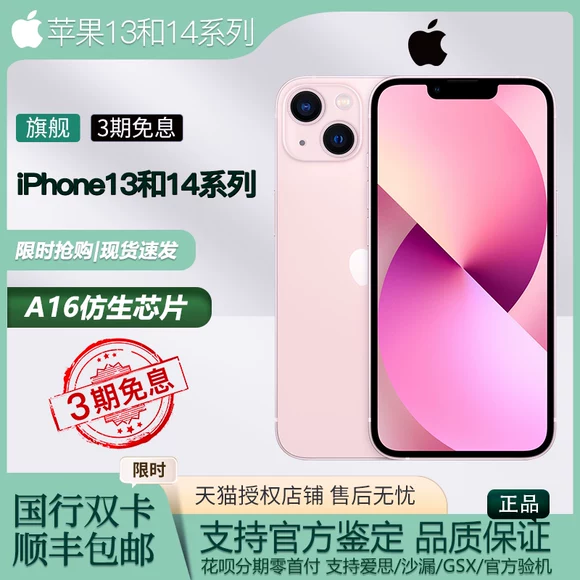 苹果13和14系列
旗舰
3期免息
iPhone13和14系列
限时抢购|现货速发
A16仿生芯片
3期免息
限时
国行双卡
顺丰包邮
天猫授权店铺 售后无忧
正品
支持官方鉴定 品质保证
花呗分期零首付 支持爱思/沙漏/GSX/官方验机